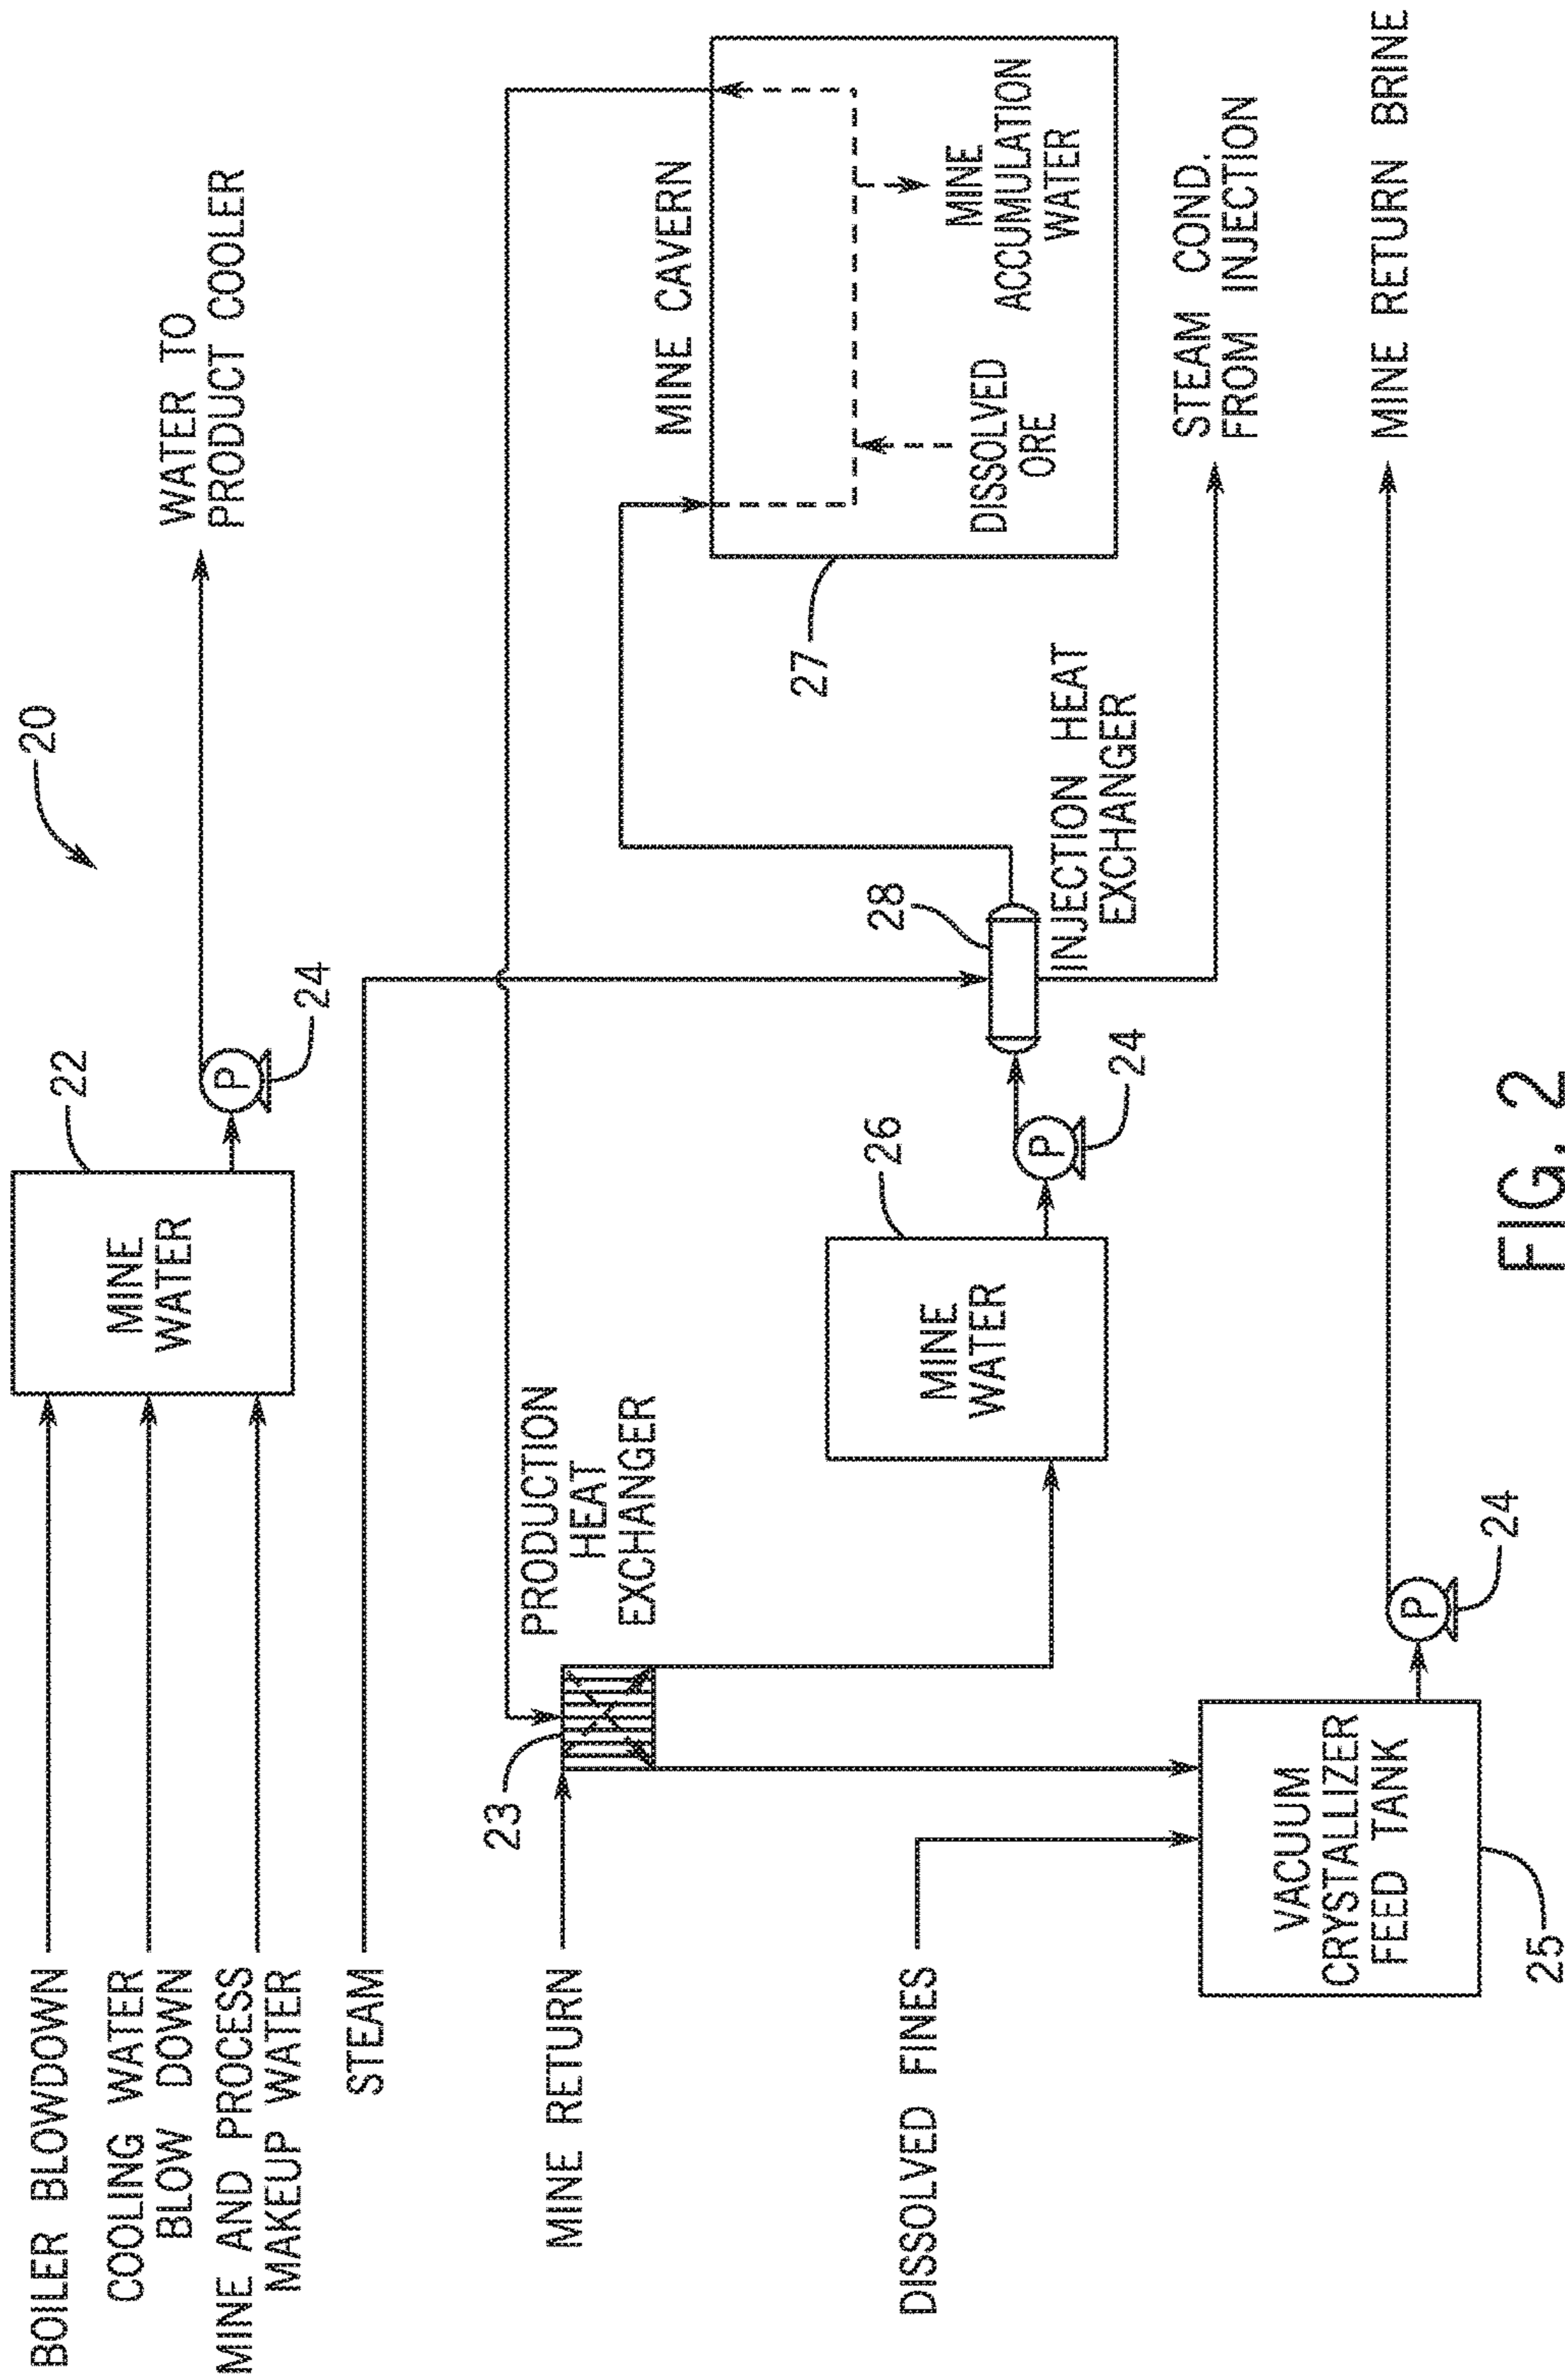 20
BOILER BLOWDOWN
COOLING WATER
BLOW DOWN
MINE AND PROCESS
MAKEUP WATER
STEAM
MINE
WATER
22
P
24
WATER TO
PRODUCT COOLER
MINE RETURN
23
PRODUCTION
HEAT
EXCHANGER
MINE CAVERN
27
DISSOLVED
ORE
MINE
ACCUMULATION
WATER
DISSOLVED FINES
MINE
WATER
26
P
24
28
INJECTION HEAT
EXCHANGER
STEAM COND.
FROM INJECTION
VACUUM
CRYSTALLIZER
FEED TANK
25
P
24
MINE RETURN BRINE
FIG. 2